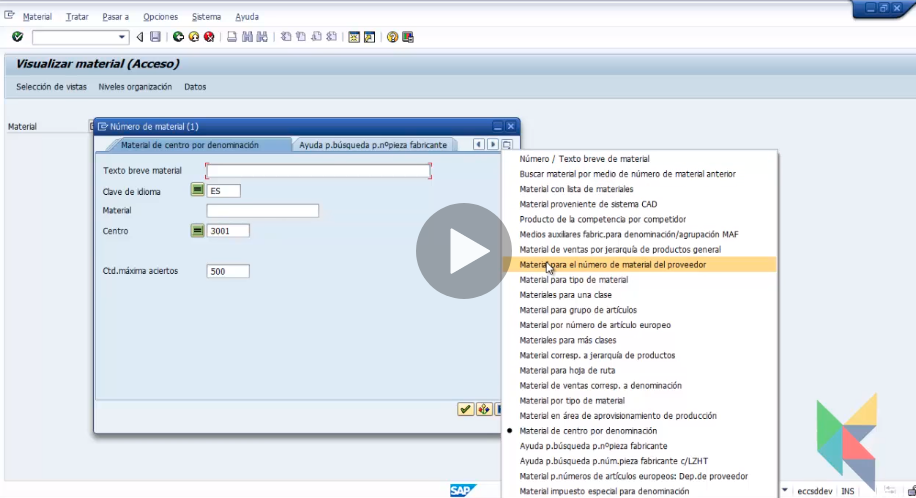 Material Tratar Pasar a Opciones Sistema Ayuda
Visualizar material (Acceso)
Selección de vistas Niveles organización Datos
Material
Número de material (1)
Material de centro por denominación Ayuda p.búsqueda p.nºpieza fabricante
Texto breve material
Clave de idioma ES
Material
Centro 3001
Ctd.máxima aciertos 500
Número / Texto breve de material
Buscar material por medio de número de material anterior
Material con lista de materiales
Material proveniente de sistema CAD
Producto de la competencia por competidor
Medios auxiliares fabric.para denominación/agrupación MAF
Material de ventas por jerarquía de productos general
Material para el número de material del proveedor
Material para tipo de material
Materiales para una clase
Material para grupo de artículos
Material por número de artículo europeo
Materiales para más clases
Material corresp. a jerarquía de productos
Material para hoja de ruta
Material de ventas corresp. a denominación
Material por tipo de material
Material en área de aprovisionamiento de producción
Material de centro por denominación
Ayuda p.búsqueda p.nºpieza fabricante
Ayuda p.búsqueda p.núm.pieza fabricante c/LZHT
Material p.números de artículos europeos: Dep.de proveedor
Material impuesto especial para denominación
SAP
eccsddev INS